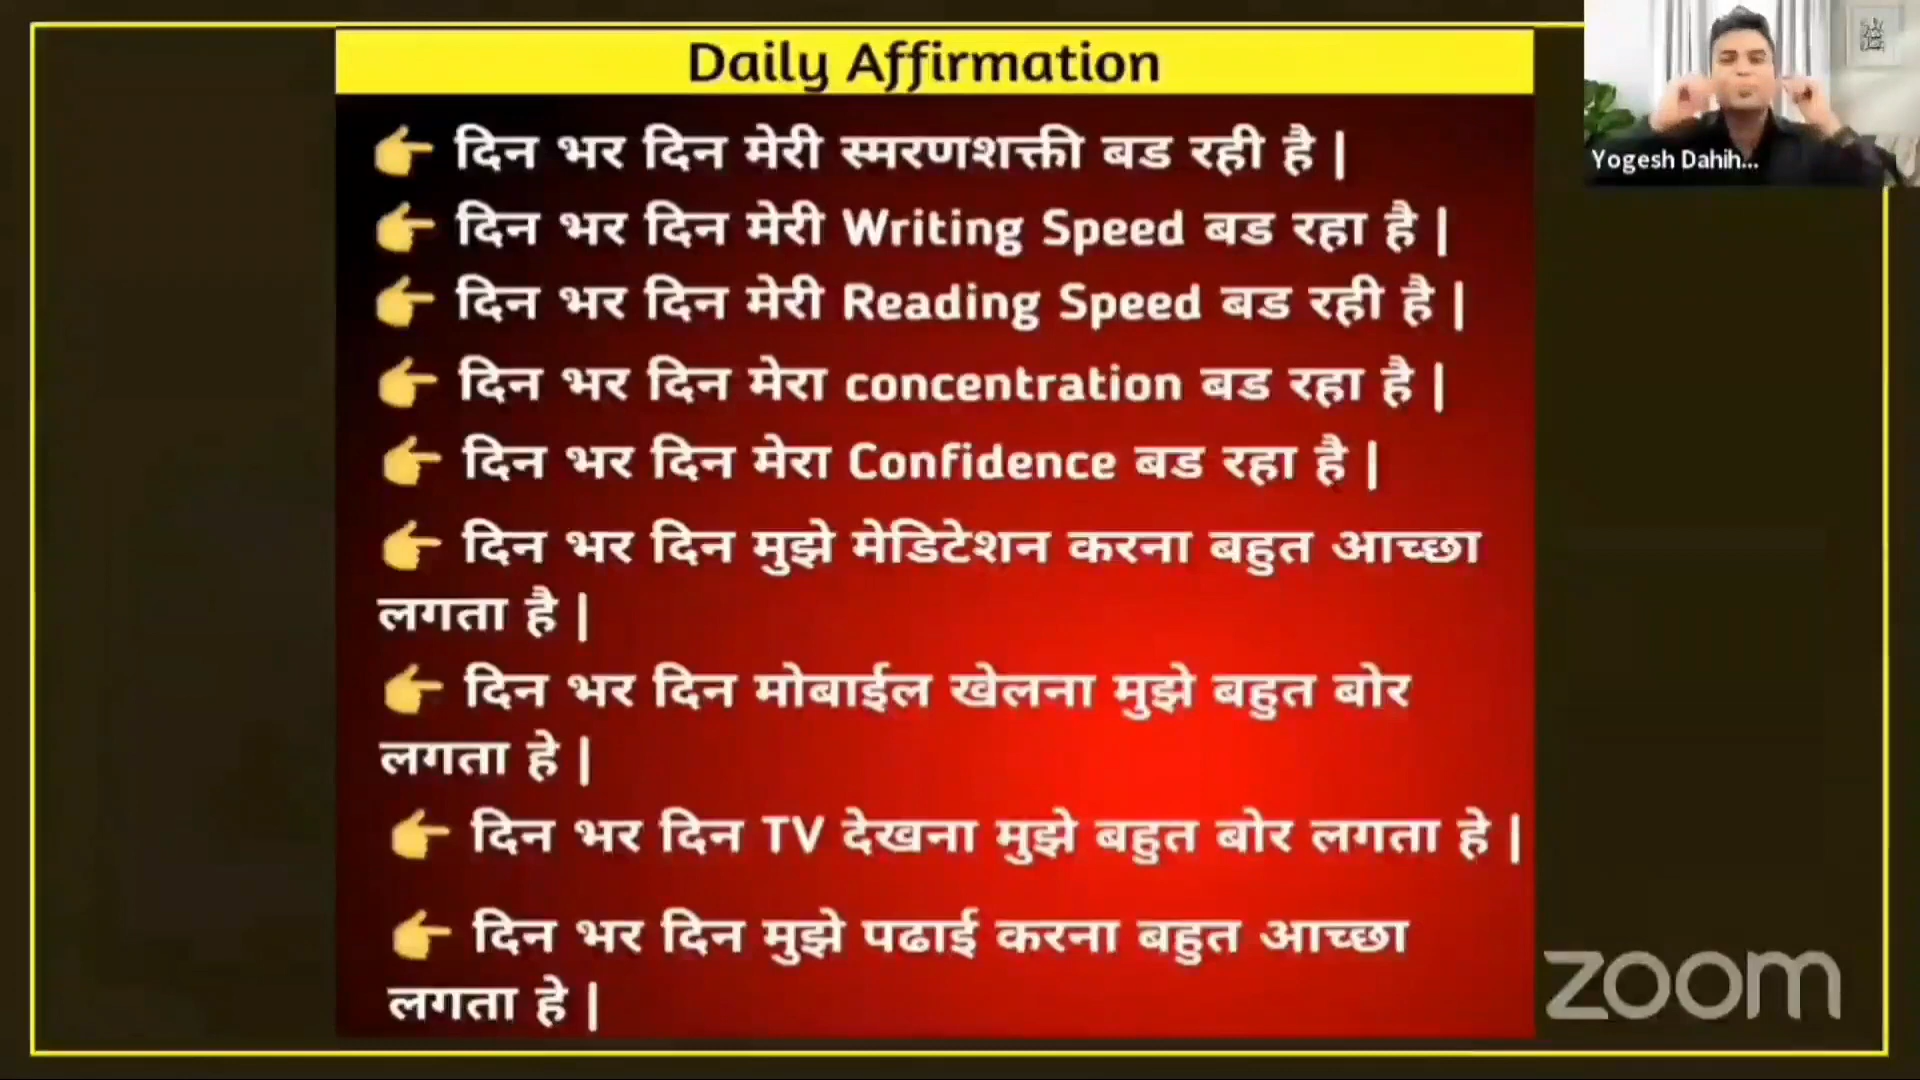 Daily Affirmation
Yogesh Dahih...
👉 दिन भर दिन मेरी स्मरणशक्ती बड रही है |
👉 दिन भर दिन मेरी Writing Speed बड रहा है |
👉 दिन भर दिन मेरी Reading Speed बड रही है |
👉 दिन भर दिन मेरा concentration बड रहा है |
👉 दिन भर दिन मेरा Confidence बड रहा है |
👉 दिन भर दिन मुझे मेडिटेशन करना बहुत आच्छा
लगता है |
👉 दिन भर दिन मोबाईल खेलना मुझे बहुत बोर
लगता हे |
👉 दिन भर दिन TV देखना मुझे बहुत बोर लगता हे |
👉 दिन भर दिन मुझे पढाई करना बहुत आच्छा
लगता हे |
zoom